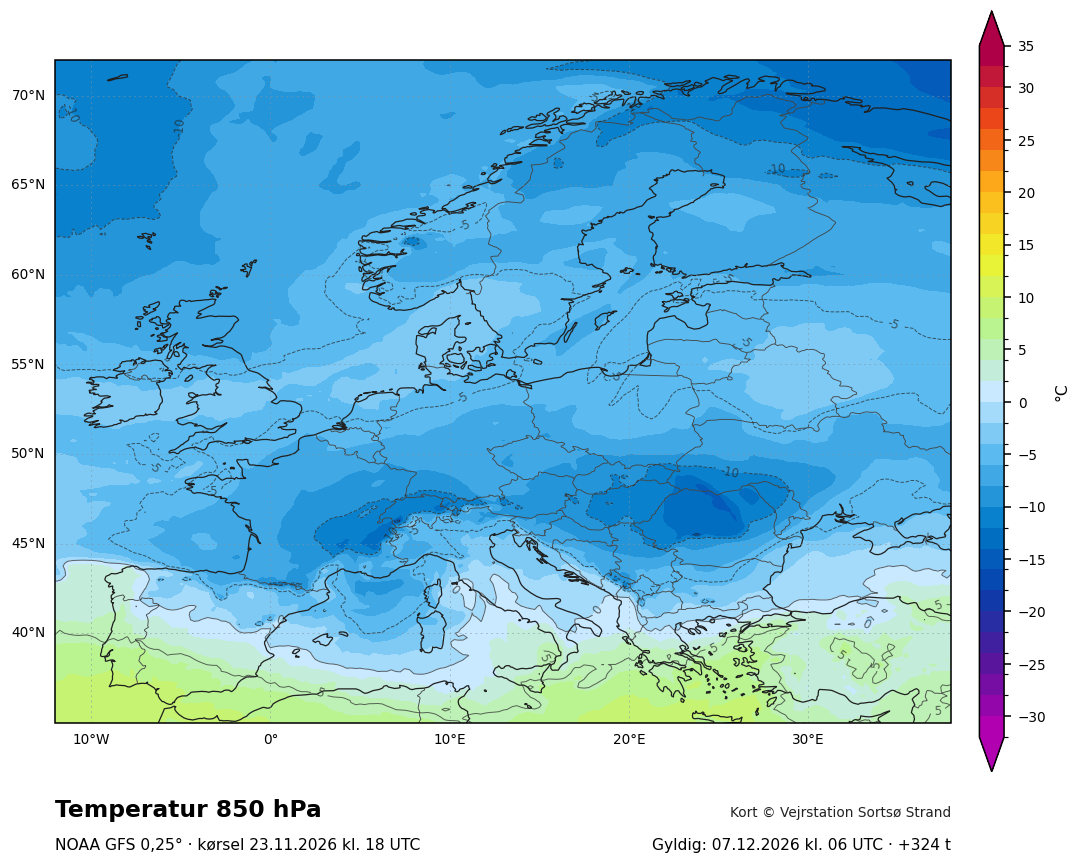 35
30
25
20
15
10
5
0
−5
−10
−15
−20
−25
−30
°C
70°N
65°N
60°N
55°N
50°N
45°N
40°N
10°W
0°
10°E
20°E
30°E
Temperatur 850 hPa
Kort © Vejrstation Sortsø Strand
NOAA GFS 0,25° · kørsel 23.11.2026 kl. 18 UTC
Gyldig: 07.12.2026 kl. 06 UTC · +324 t